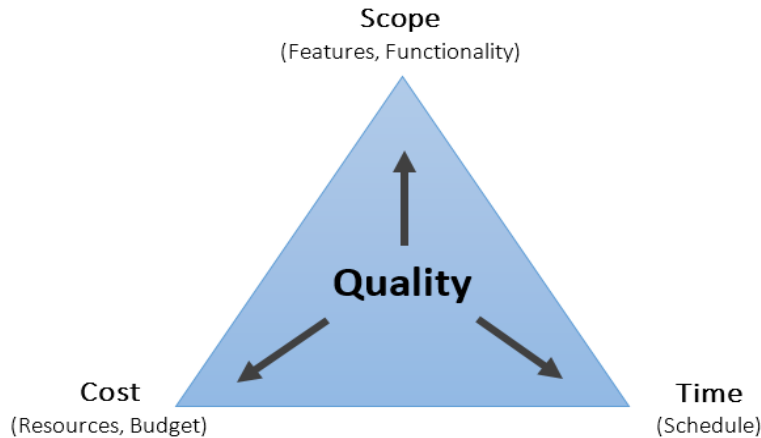 Scope
(Features, Functionality)
Quality
Cost
(Resources, Budget)
Time
(Schedule)